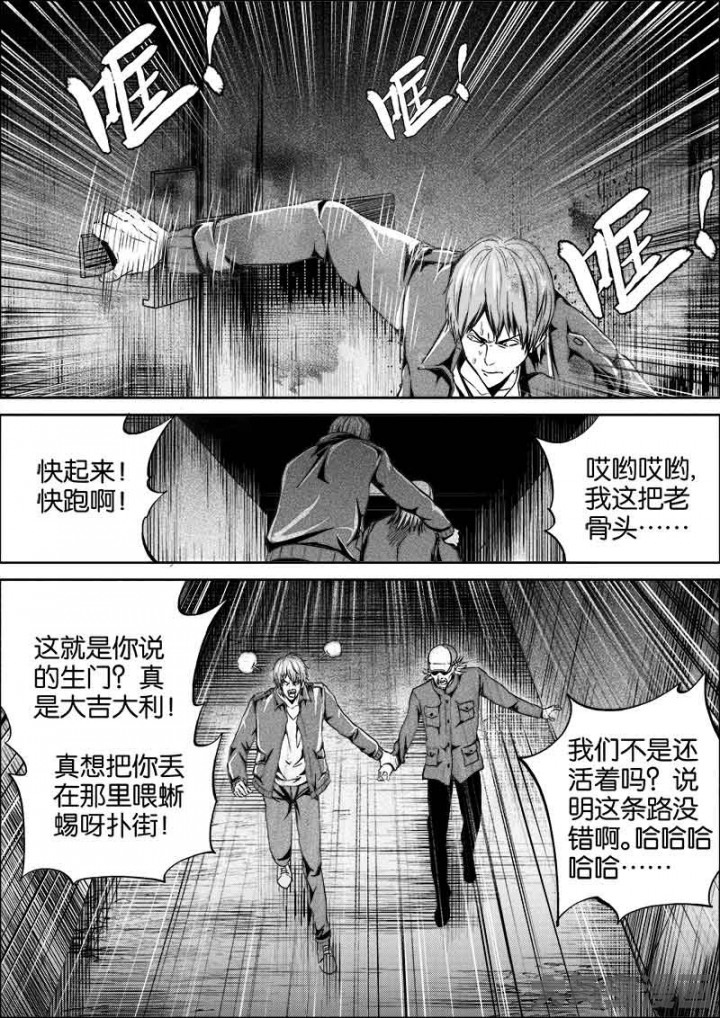 哐！
哐！
哐！
快起来！
快跑啊！
哎哟哎哟，
我这把老
骨头……
这就是你说
的生门？真
是大吉大利！
真想把你丢
在那里喂蜥
蜴呀扑街！
我们不是还
活着吗？说
明这条路没
错啊。哈哈哈
哈哈……